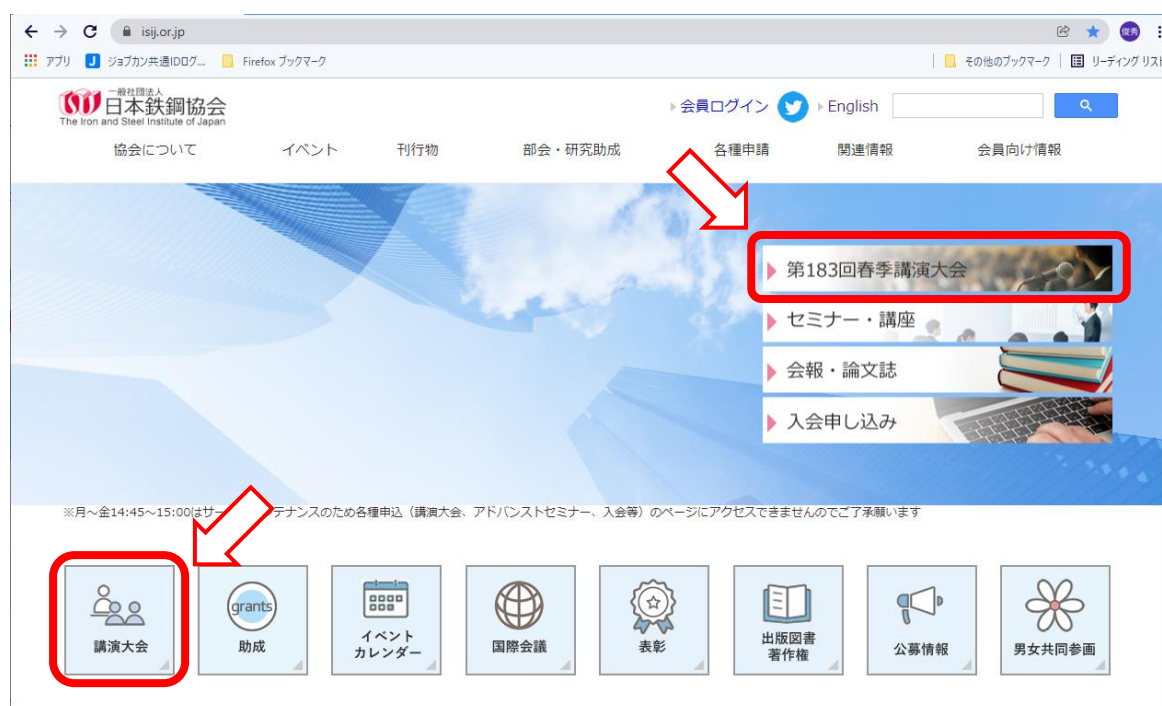 isij.or.jp
俊秀
アプリ J ジョブカン共通IDログ... Firefox ブックマーク その他のブックマーク リーディング リスト
一般社団法人
日本鉄鋼協会
The Iron and Steel Institute of Japan
会員ログイン English
協会について イベント 刊行物 部会・研究助成 各種申請 関連情報 会員向け情報
第183回春季講演大会
セミナー・講座
会報・論文誌
入会申し込み
※月~金14:45~15:00はサー テナンスのため各種申込(講演大会、アドバンストセミナー、入会等)のページにアクセスできませんのでご了承願います
講演大会
grants
助成
イベント
カレンダー
国際会議
表彰
出版図書
著作権
公募情報
男女共同参画